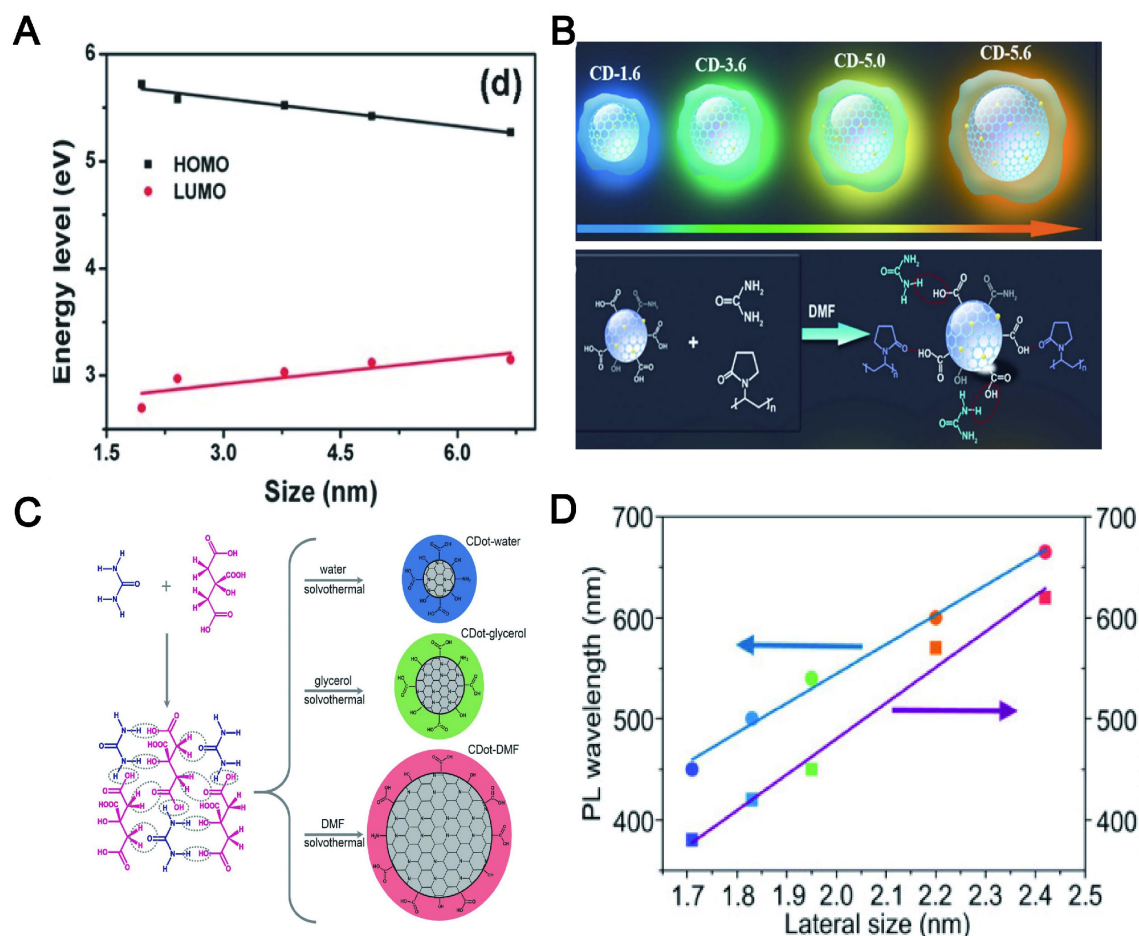 A
(d)
6
5
4
3
Energy level (eV)
HOMO
LUMO
1.5 3.0 4.5 6.0
Size (nm)
B
CD-1.6 CD-3.6 CD-5.0 CD-5.6
DMF
+
NH₂
O
NH₂
n
C
+
water
solvothermal
CDot-water
glycerol
solvothermal
CDot-glycerol
DMF
solvothermal
CDot-DMF
D
700
600
500
400
PL wavelength (nm)
700
600
500
400
1.7 1.8 1.9 2.0 2.1 2.2 2.3 2.4 2.5
Lateral size (nm)